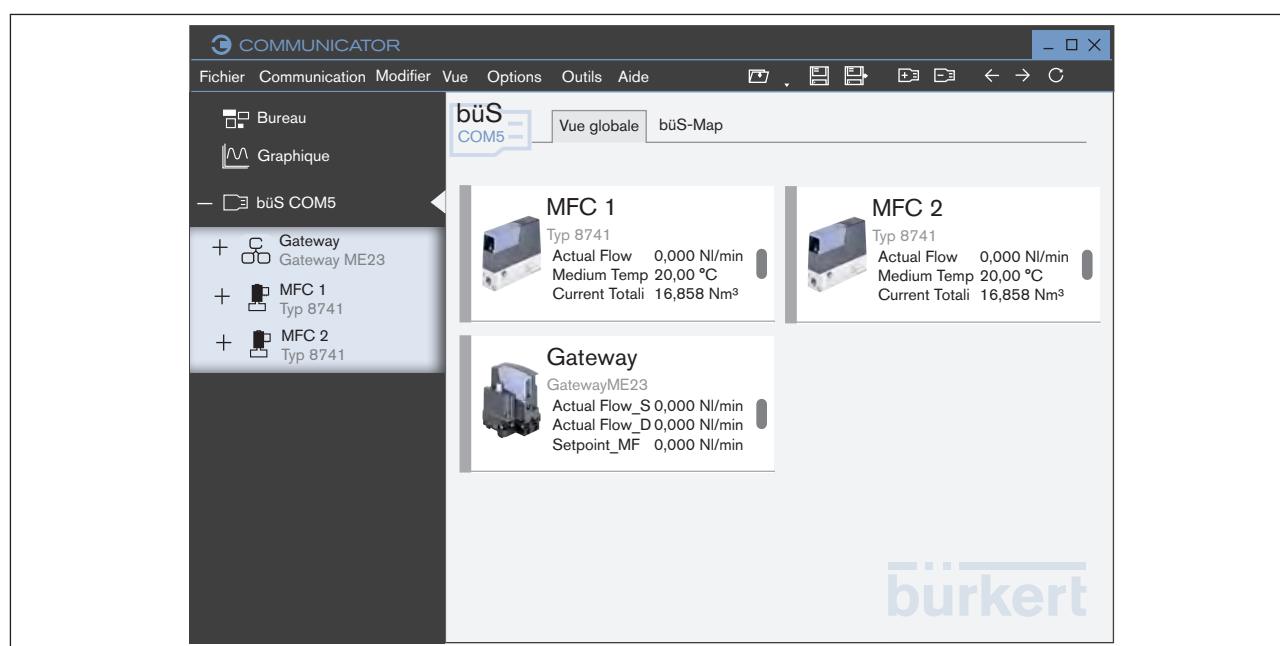 COMMUNICATOR
Fichier Communication Modifier Vue Options Outils Aide
Bureau
Graphique
büS COM5
Gateway
Gateway ME23
MFC 1
Typ 8741
MFC 2
Typ 8741
büS
COM5
Vue globale büS-Map
MFC 1
Typ 8741
Actual Flow 0,000 Nl/min
Medium Temp 20,00 °C
Current Totali 16,858 Nm³
MFC 2
Typ 8741
Actual Flow 0,000 Nl/min
Medium Temp 20,00 °C
Current Totali 16,858 Nm³
Gateway
GatewayME23
Actual Flow_S 0,000 Nl/min
Actual Flow_D 0,000 Nl/min
Setpoint_MF 0,000 Nl/min
burkert